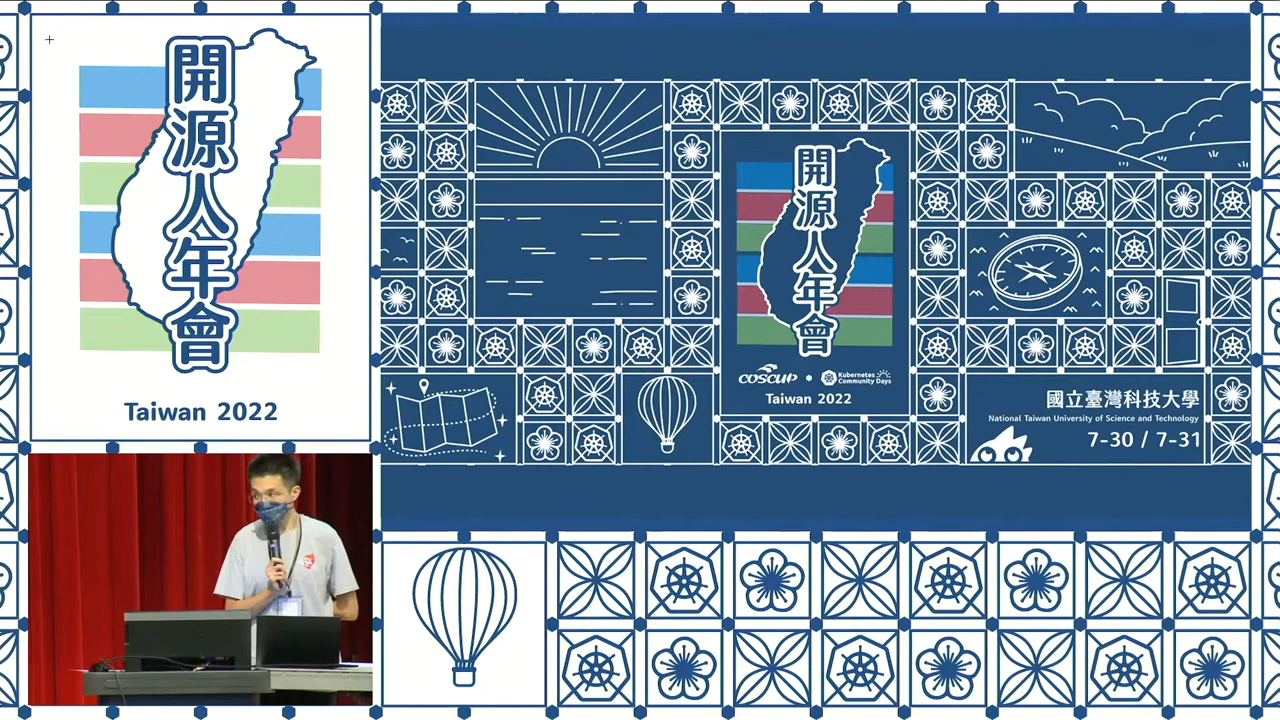 開源人年會
Taiwan 2022
開源人年會
COSCUP • Kubernetes Community Days
Taiwan 2022
國立臺灣科技大學
National Taiwan University of Science and Technology
7-30 / 7-31